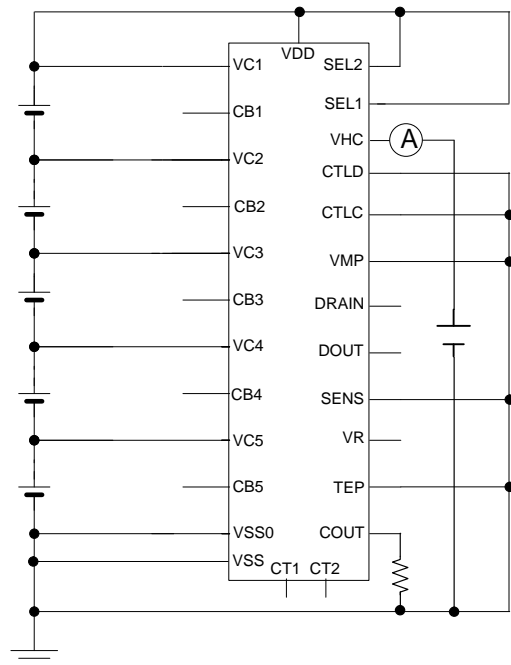 VDD
VC1
SEL2
SEL1
CB1
VHC
A
VC2
CTLD
CB2
CTLC
VC3
VMP
CB3
DRAIN
VC4
DOUT
CB4
SENS
VC5
VR
CB5
TEP
VSS0
COUT
VSS
CT1 CT2